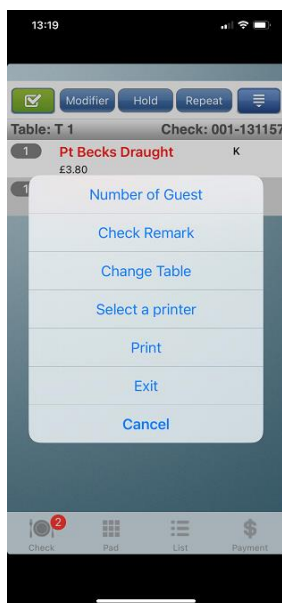 13:19
Modifier Hold Repeat
Table: T 1 Check: 001-131157
1 Pt Becks Draught K
£3.80
1
Number of Guest
Check Remark
Change Table
Select a printer
Print
Exit
Cancel
2
Check Pad List Payment